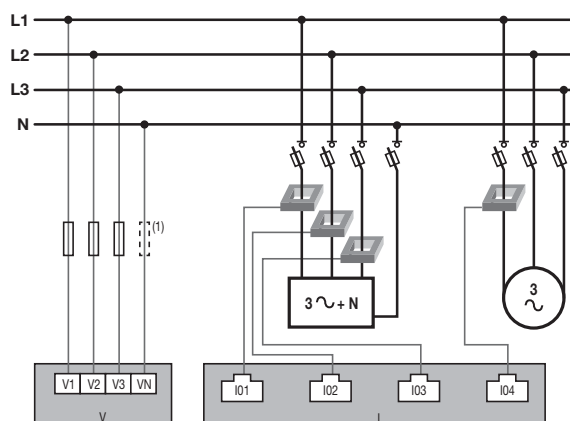 L1
L2
L3
N
(1)
3 ~ + N
3
~
V1 V2 V3 VN
I01 I02 I03 I04
V
I